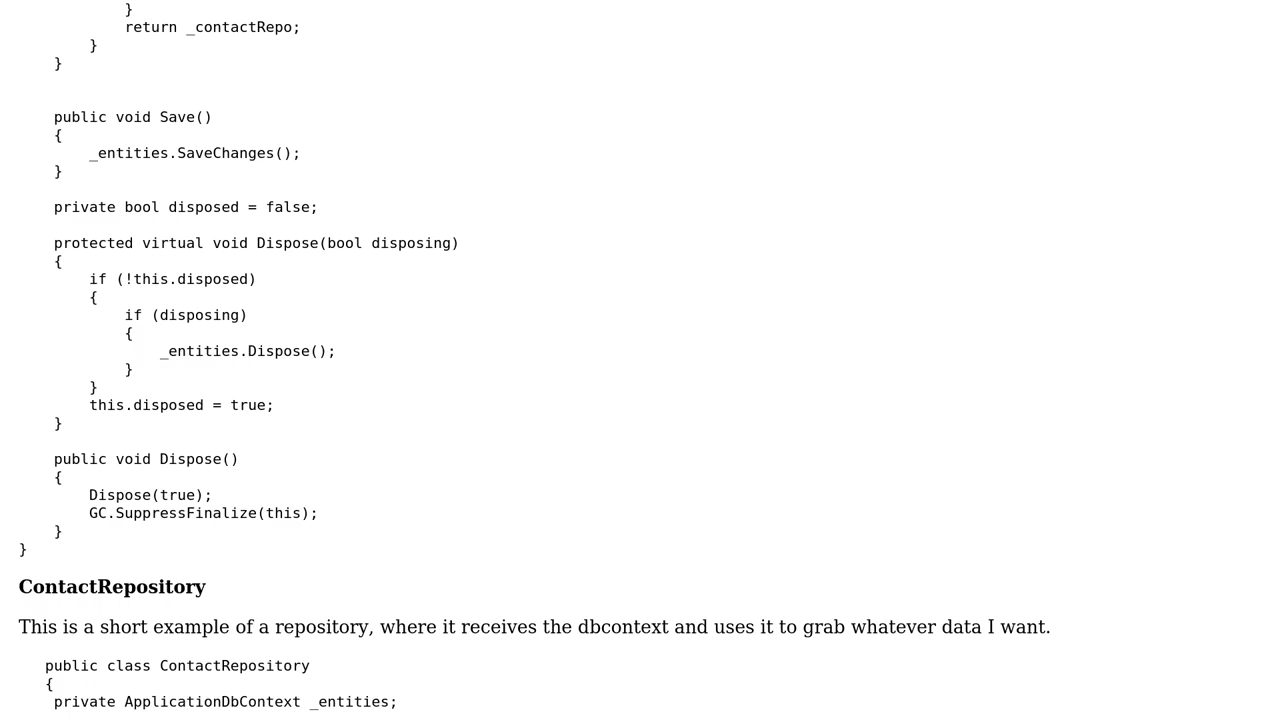 }
            return _contactRepo;
        }
    }
    public void Save()
    {
        _entities.SaveChanges();
    }
    private bool disposed = false;
    protected virtual void Dispose(bool disposing)
    {
        if (!this.disposed)
        {
            if (disposing)
            {
                _entities.Dispose();
            }
        }
        this.disposed = true;
    }
    public void Dispose()
    {
        Dispose(true);
        GC.SuppressFinalize(this);
    }
}
ContactRepository
This is a short example of a repository, where it receives the dbcontext and uses it to grab whatever data I want.
   public class ContactRepository
   {
    private ApplicationDbContext _entities;